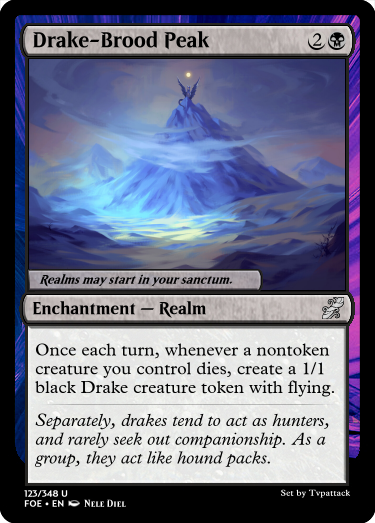 Drake-Brood Peak 2
Realms may start in your sanctum.
Enchantment — Realm
Once each turn, whenever a nontoken
creature you control dies, create a 1/1
black Drake creature token with flying.
Separately, drakes tend to act as hunters,
and rarely seek out companionship. As a
group, they act like hound packs.
123/348 U
FOE • EN Nele Diel
Set by Tvpattack